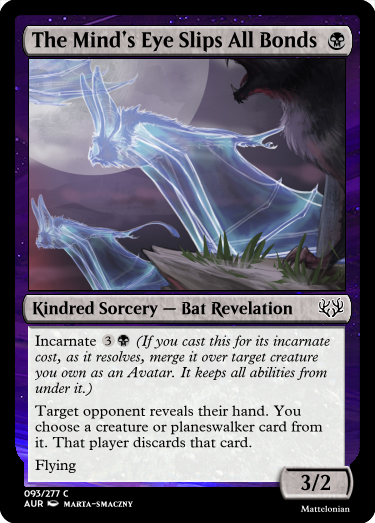 The Mind's Eye Slips All Bonds
Kindred Sorcery — Bat Revelation
Incarnate 3 (If you cast this for its incarnate
cost, as it resolves, merge it over target creature
you own as an Avatar. It keeps all abilities from
under it.)
Target opponent reveals their hand. You
choose a creature or planeswalker card from
it. That player discards that card.
Flying
3/2
093/277 C
AUR MARTA-SMACZNY
Mattelonian